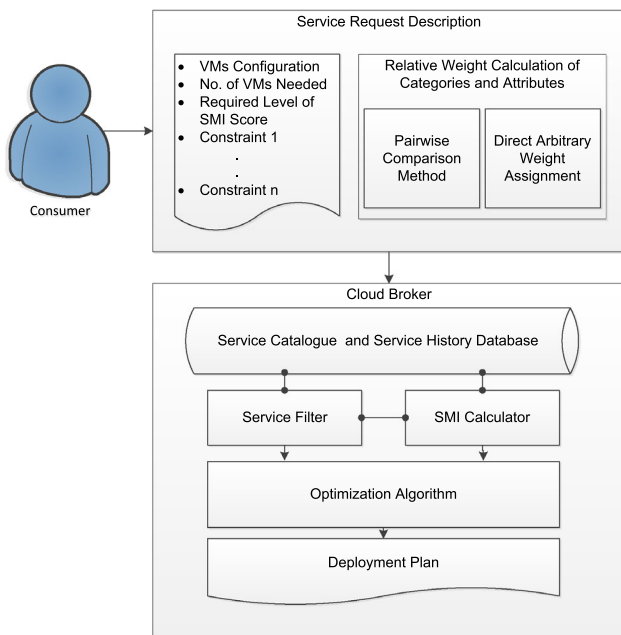 Service Request Description
• VMs Configuration
• No. of VMs Needed
• Required Level of
SMI Score
• Constraint 1
.
.
• Constraint n
Relative Weight Calculation of
Categories and Attributes
Pairwise
Comparison
Method
Direct Arbitrary
Weight
Assignment
Consumer
Cloud Broker
Service Catalogue and Service History Database
Service Filter
SMI Calculator
Optimization Algorithm
Deployment Plan